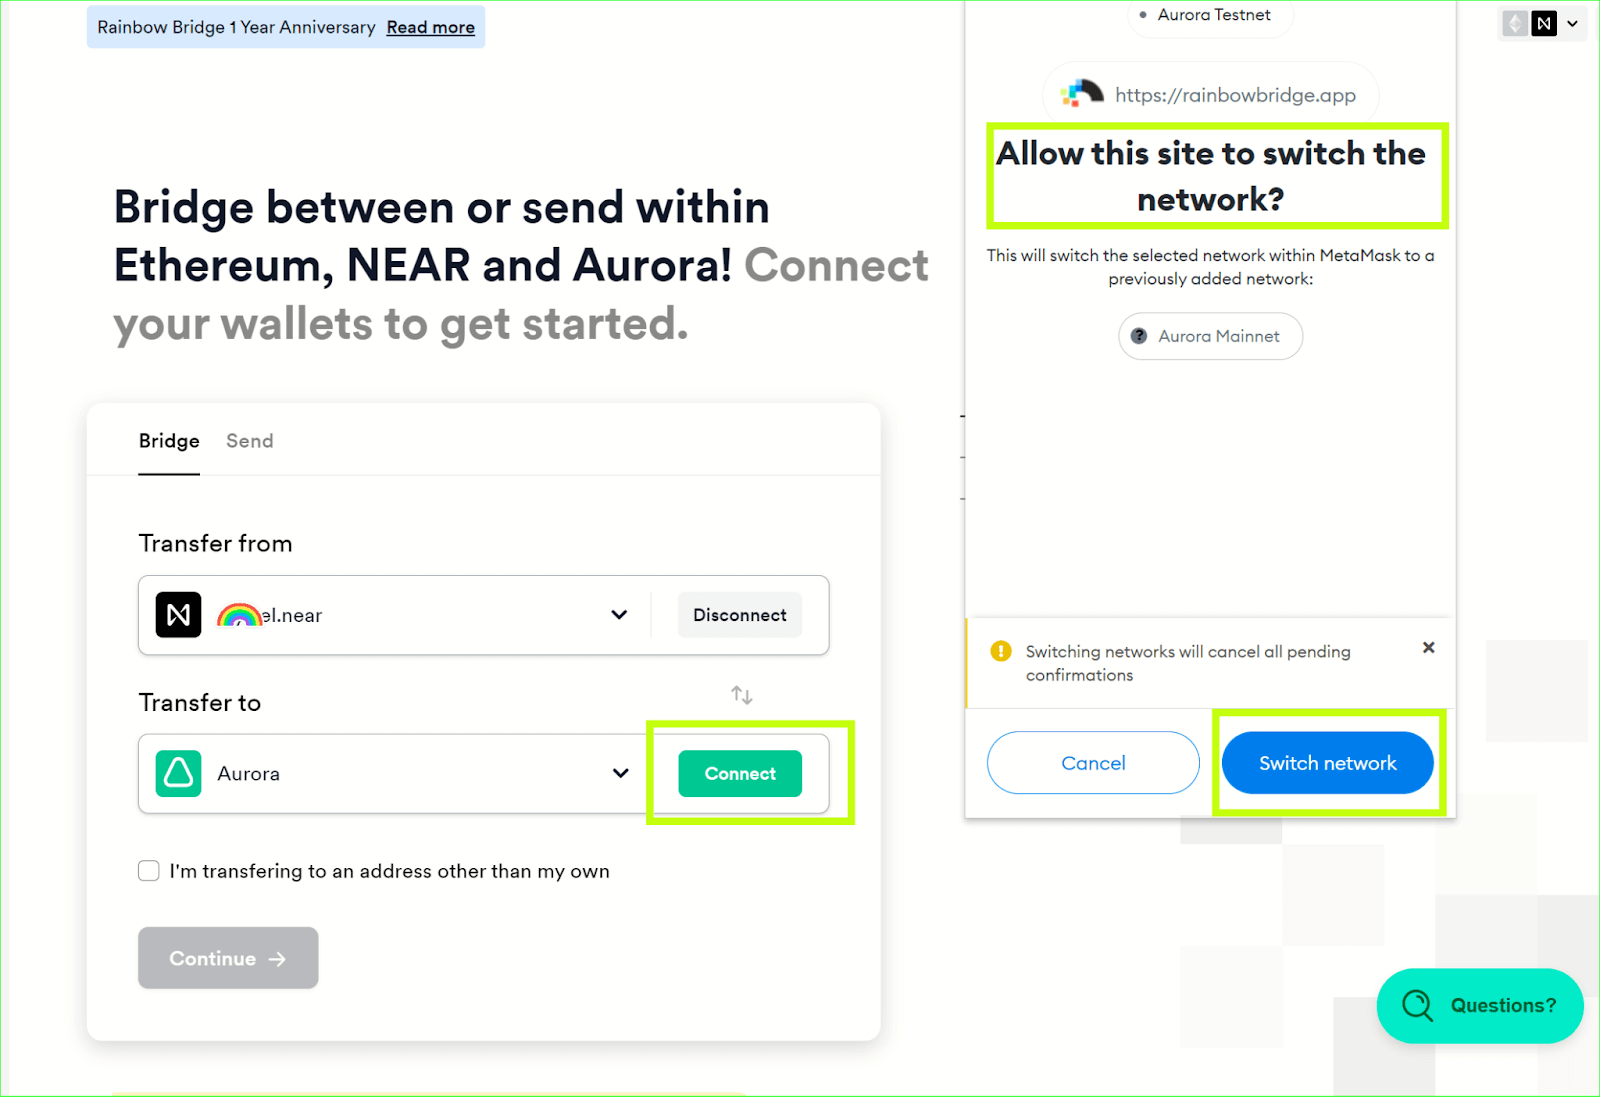 Rainbow Bridge 1 Year Anniversary Read more
Bridge between or send within
Ethereum, NEAR and Aurora! Connect
your wallets to get started.
Bridge Send
Transfer from
el.near Disconnect
Transfer to
Aurora Connect
I'm transfering to an address other than my own
Continue →
Aurora Testnet
https://rainbowbridge.app
Allow this site to switch the
network?
This will switch the selected network within MetaMask to a
previously added network:
? Aurora Mainnet
Switching networks will cancel all pending
confirmations
Cancel Switch network
Questions?